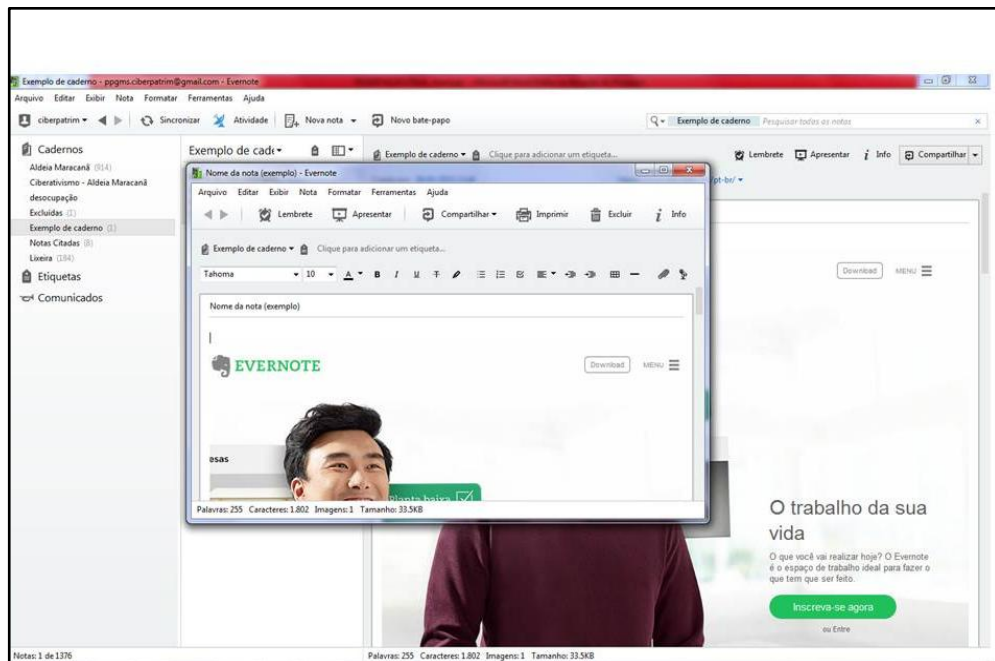 Exemplo de caderno - ppgms.ciberpatrim@gmail.com - Evernote
Arquivo Editar Exibir Nota Formatar Ferramentas Ajuda
ciberpatrim Sincronizar Atividade Nova nota Novo bate-papo Exemplo de caderno Pesquisar todas as notas
Cadernos
Aldeia Maracanã (914)
Ciberativismo - Aldeia Maracanã
desocupação
Excluídas (1)
Exemplo de caderno (1)
Notas Citadas (8)
Lixeira (184)
Etiquetas
Comunicados
Exemplo de cade
Exemplo de caderno Clique para adicionar um etiqueta... Lembrete Apresentar Info Compartilhar
/pt-br/
Nome da nota (exemplo) - Evernote
Arquivo Editar Exibir Nota Formatar Ferramentas Ajuda
Lembrete Apresentar Compartilhar Imprimir Excluir Info
Exemplo de caderno Clique para adicionar um etiqueta...
Tahoma 10 A B I U T
Nome da nota (exemplo)
EVERNOTE Download MENU
esas
Planta baixa
Palavras: 255 Caracteres: 1.802 Imagens: 1 Tamanho: 33.5KB
Download MENU
O trabalho da sua
vida
O que você vai realizar hoje? O Evernote
é o espaço de trabalho ideal para fazer o
que tem que ser feito.
Inscreva-se agora
ou Entre
Notas: 1 de 1376 Palavras: 255 Caracteres: 1.802 Imagens: 1 Tamanho: 33.5KB